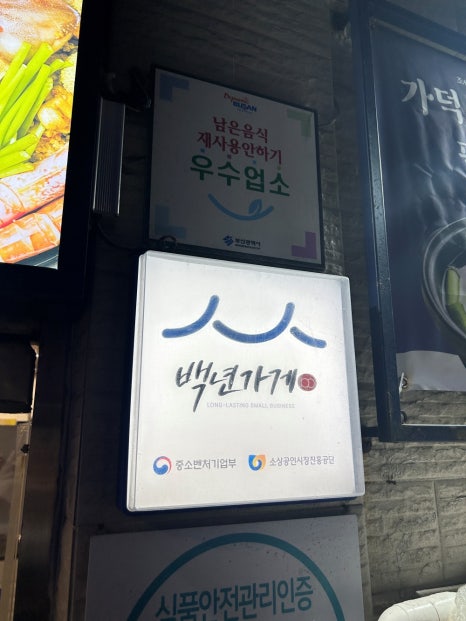 Dynamic
BUSAN
남은음식
재사용안하기
우수업소
부산광역시
백년가게
LONG-LASTING SMALL BUSINESS
중소벤처기업부 소상공인시장진흥공단
식품안전관리인증
가덕